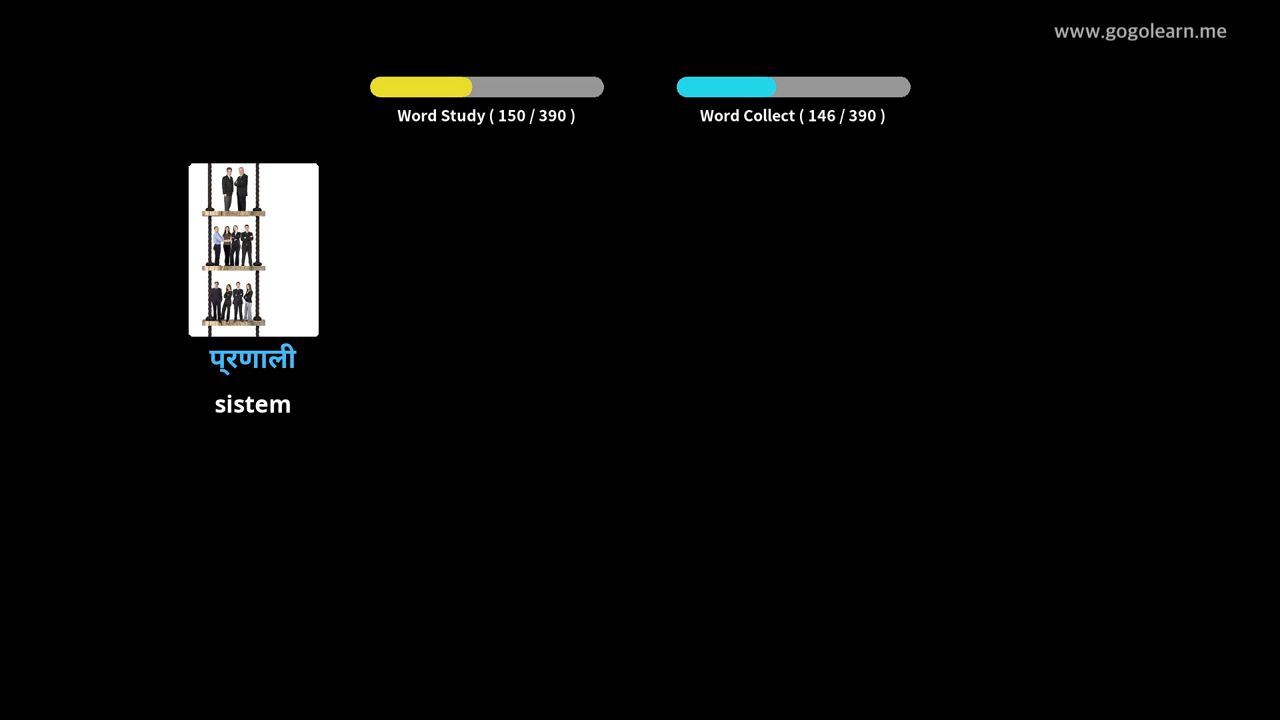 www.gogolearn.me
Word Study ( 150 / 390 )
Word Collect ( 146 / 390 )
प्रणाली
sistem